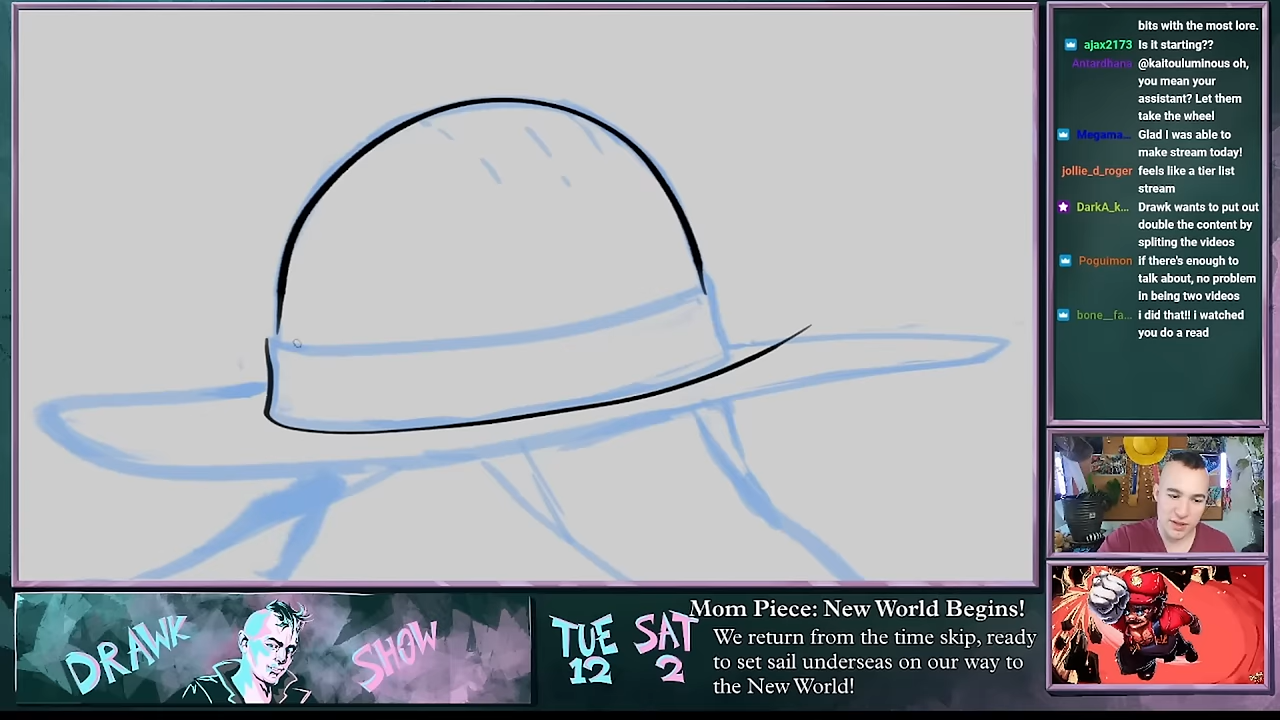 bits with the most lore.
ajax2173 Is it starting??
Antardhana @kaitouluminous oh,
you mean your
assistant? Let them
take the wheel
Megama... Glad I was able to
make stream today!
jollie_d_roger feels like a tier list
stream
DarkA_k... Drawk wants to put out
double the content by
spliting the videos
Poguimon if there's enough to
talk about, no problem
in being two videos
bone__fa... i did that!! i watched
you do a read
DRAWK SHOW
TUE SAT
12 2
Mom Piece: New World Begins!
We return from the time skip, ready
to set sail underseas on our way to
the New World!